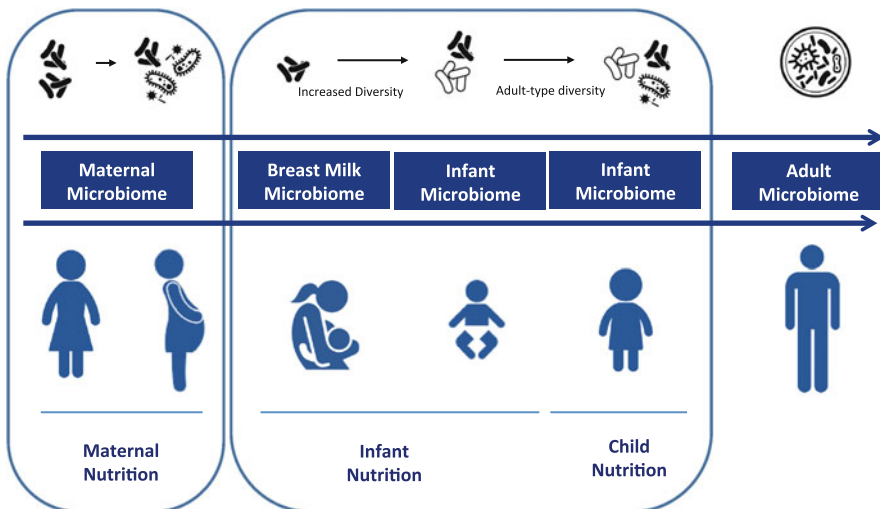 Increased Diversity
Adult-type diversity
Maternal
Microbiome
Breast Milk
Microbiome
Infant
Microbiome
Infant
Microbiome
Adult
Microbiome
Maternal
Nutrition
Infant
Nutrition
Child
Nutrition